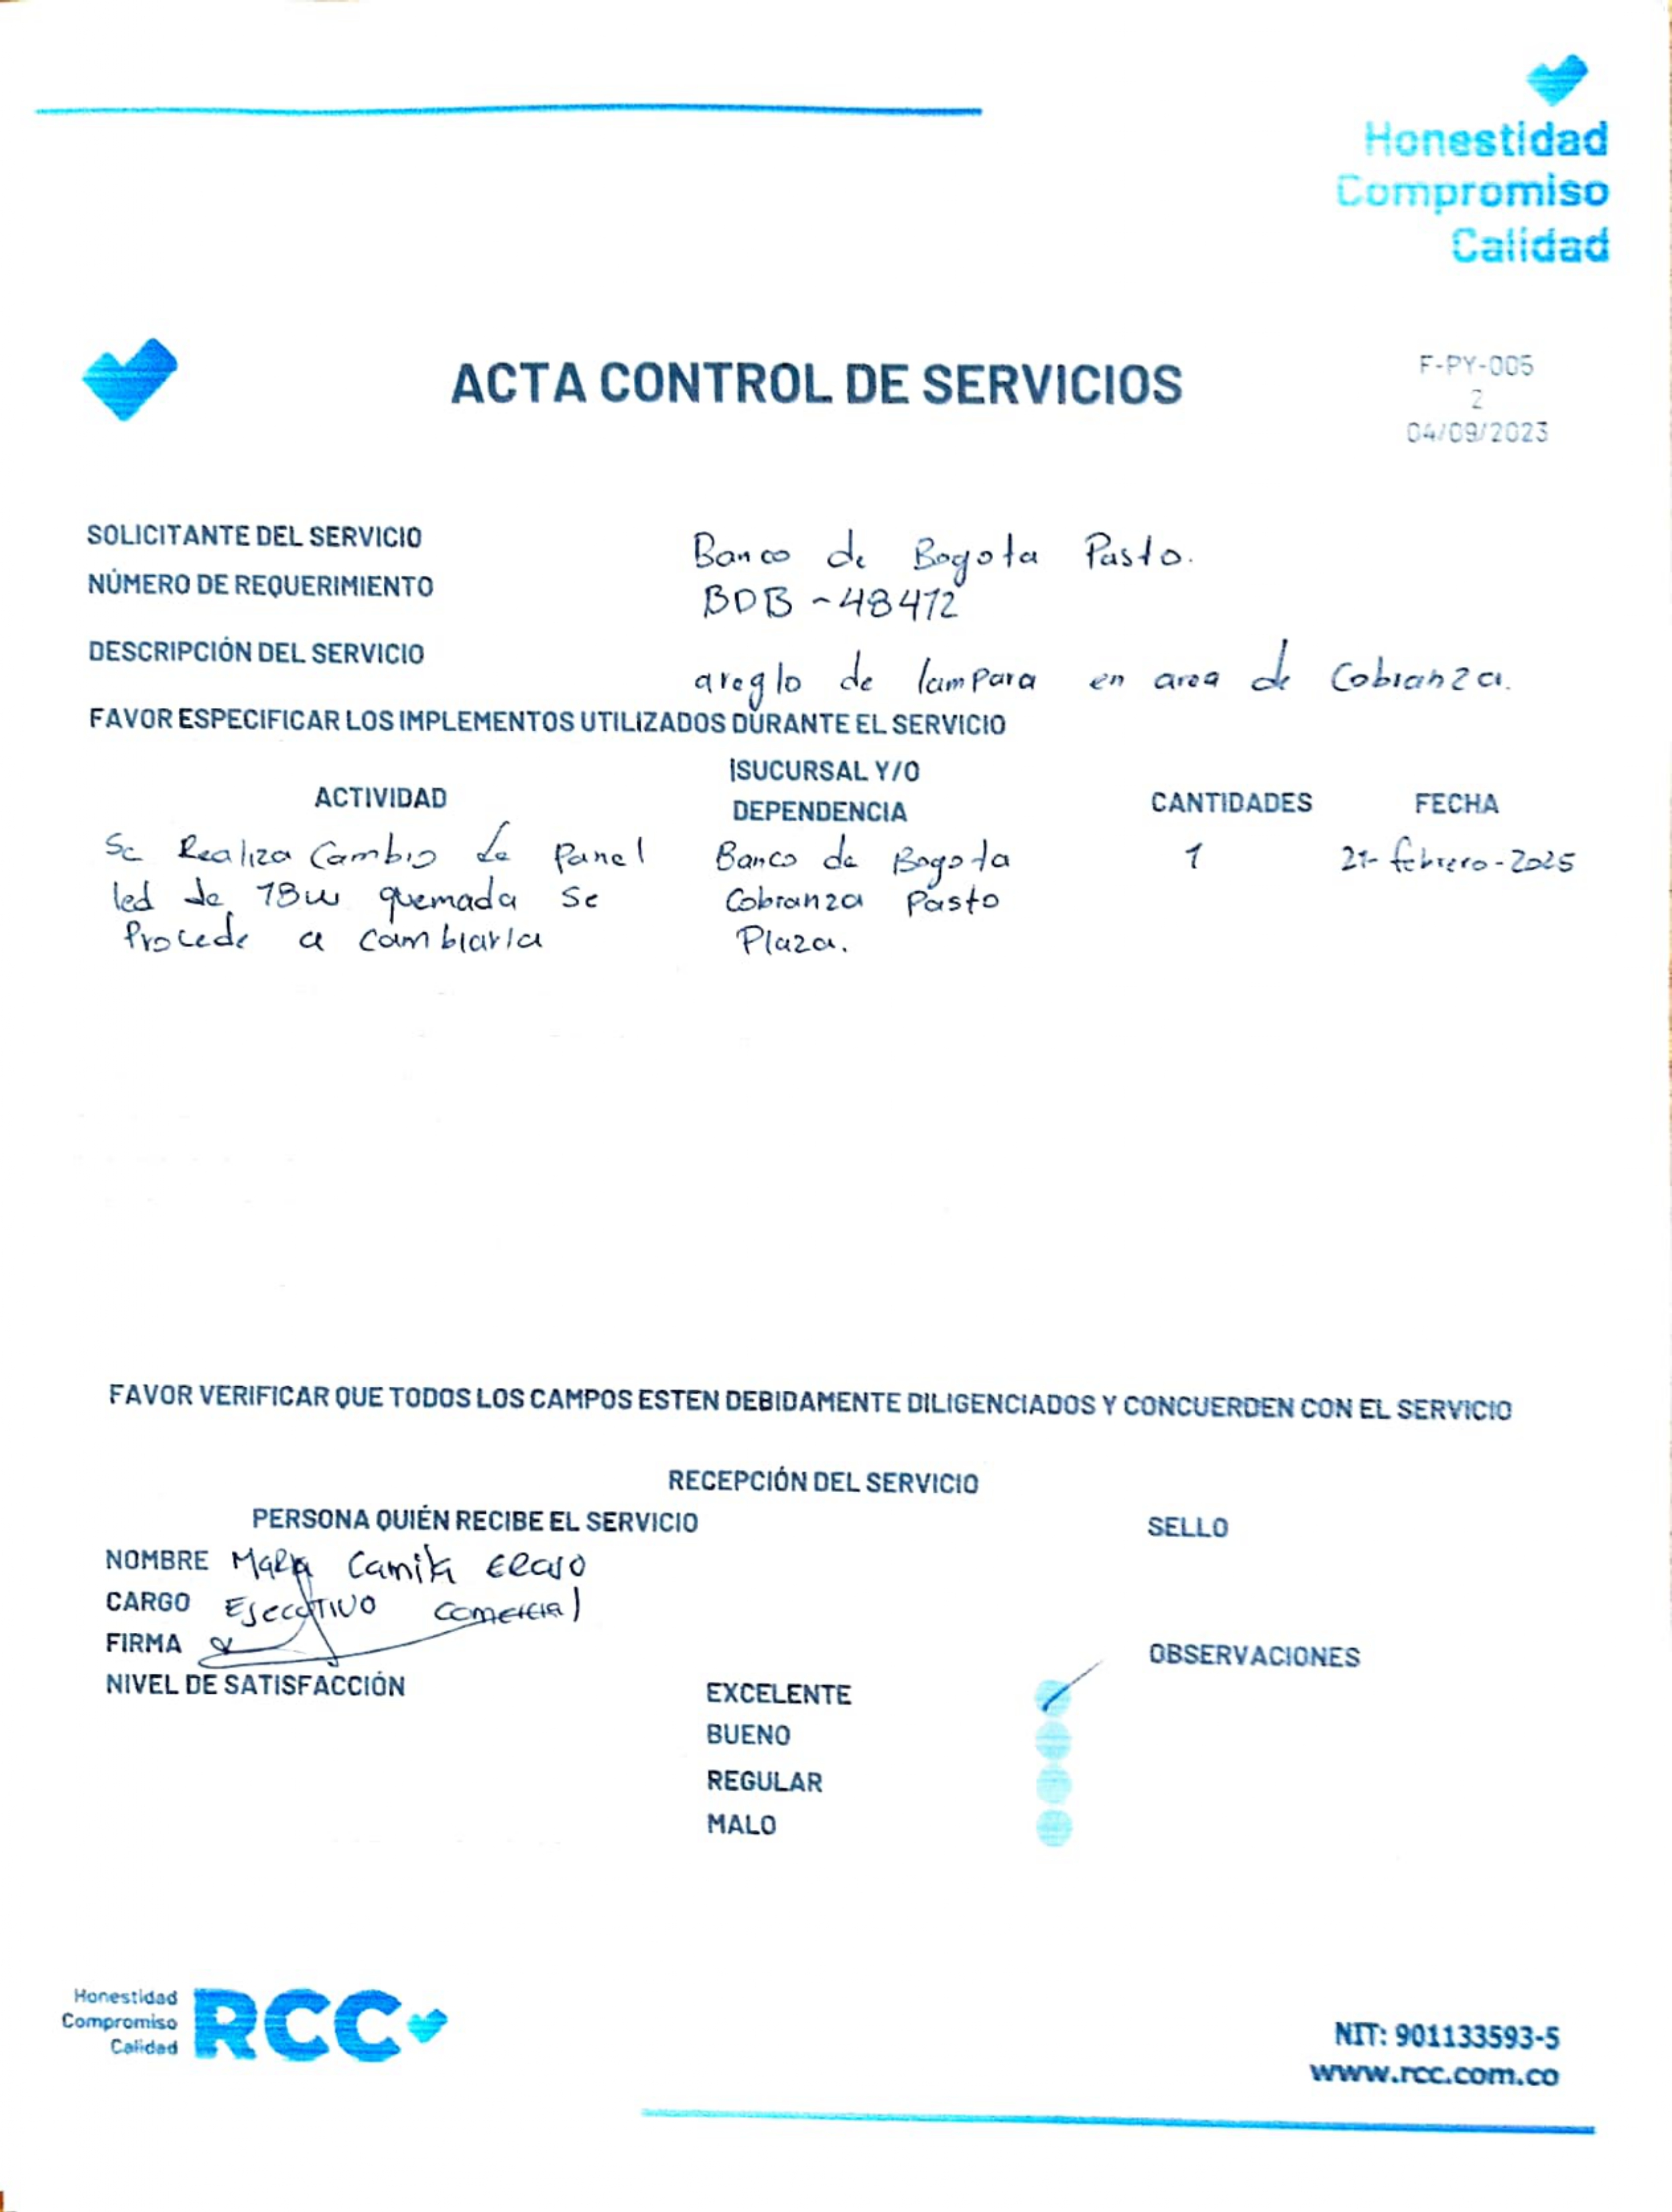 Honestidad
Compromiso
Calidad
ACTA CONTROL DE SERVICIOS
F-PY-005
2
04/09/2023
SOLICITANTE DEL SERVICIO Banco de Bogota Pasto.
NÚMERO DE REQUERIMIENTO BDB-48472
DESCRIPCIÓN DEL SERVICIO areglo de lampara en area de Cobranza.
FAVOR ESPECIFICAR LOS IMPLEMENTOS UTILIZADOS DURANTE EL SERVICIO
ACTIVIDAD ISUCURSAL Y/O DEPENDENCIA CANTIDADES FECHA
Se Realiza Cambio de Panel Banco de Bogota 1 21-febrero-2025
led de 18w quemada Se Cobranza Pasto
Procede a cambiarla Plaza.
FAVOR VERIFICAR QUE TODOS LOS CAMPOS ESTEN DEBIDAMENTE DILIGENCIADOS Y CONCUERDEN CON EL SERVICIO
RECEPCIÓN DEL SERVICIO
PERSONA QUIÉN RECIBE EL SERVICIO SELLO
NOMBRE Maria Camila Eraso
CARGO Ejecutivo comercial
FIRMA
OBSERVACIONES
NIVEL DE SATISFACCIÓN EXCELENTE
BUENO
REGULAR
MALO
Honestidad
Compromiso
Calidad
RCC
NIT: 901133593-5
www.rcc.com.co